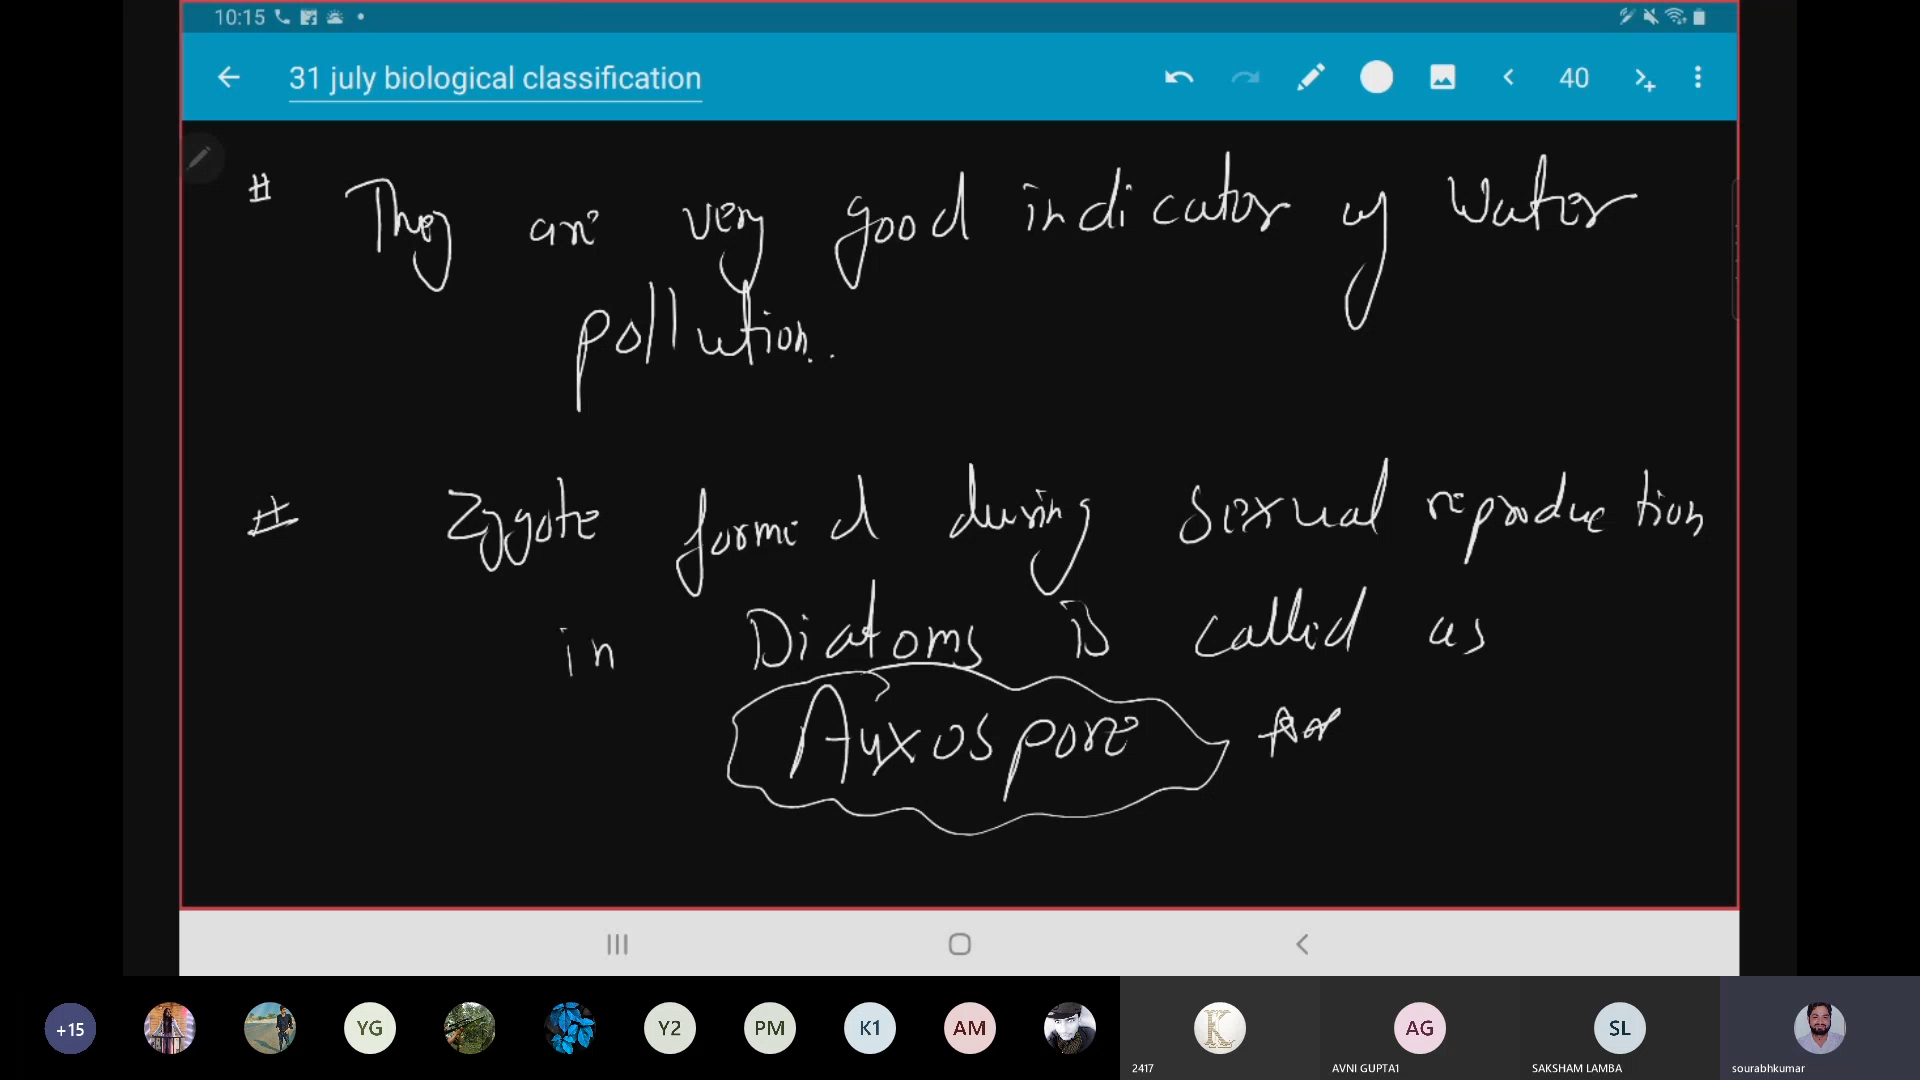 10:15
31 july biological classification
40
# They are very good indicator of Water
pollution.
# Zygote formed during sexual reproduction
in Diatoms is called as
Auxospore
+15
YG
Y2
PM
K1
AM
K
AG
SL
2417
AVNI GUPTA1
SAKSHAM LAMBA
sourabhkumar